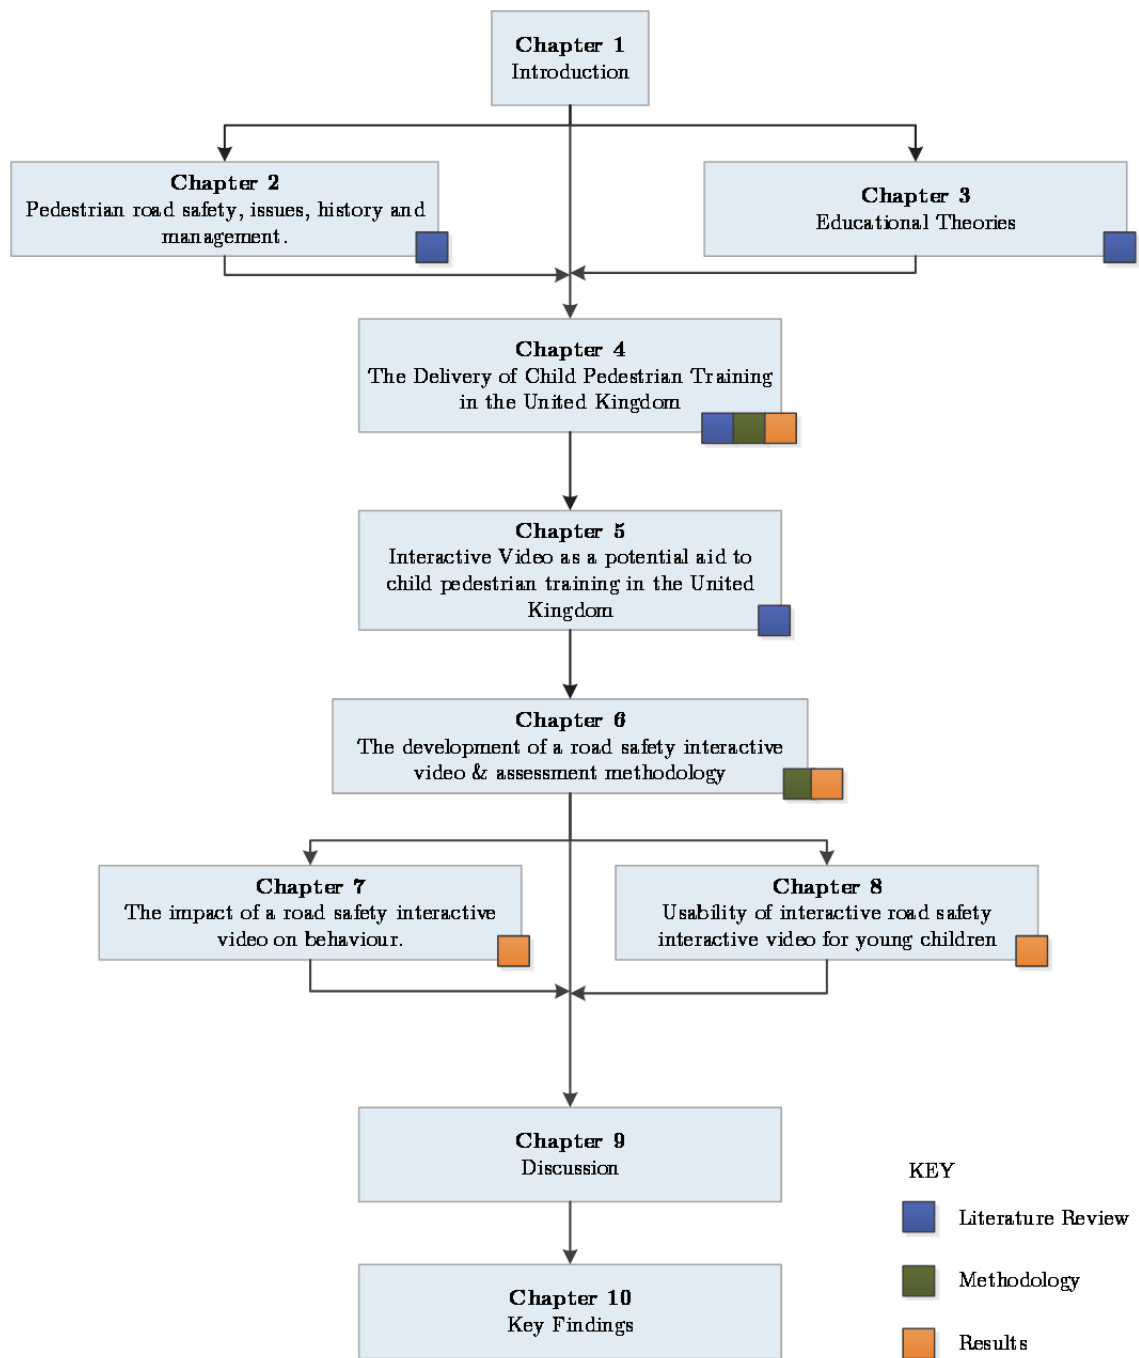 Chapter 1
Introduction
Chapter 2
Pedestrian road safety, issues, history and
management.
Chapter 3
Educational Theories
Chapter 4
The Delivery of Child Pedestrian Training
in the United Kingdom
Chapter 5
Interactive Video as a potential aid to
child pedestrian training in the United
Kingdom
Chapter 6
The development of a road safety interactive
video & assessment methodology
Chapter 7
The impact of a road safety interactive
video on behaviour.
Chapter 8
Usability of interactive road safety
interactive video for young children
Chapter 9
Discussion
Chapter 10
Key Findings
KEY
Literature Review
Methodology
Results